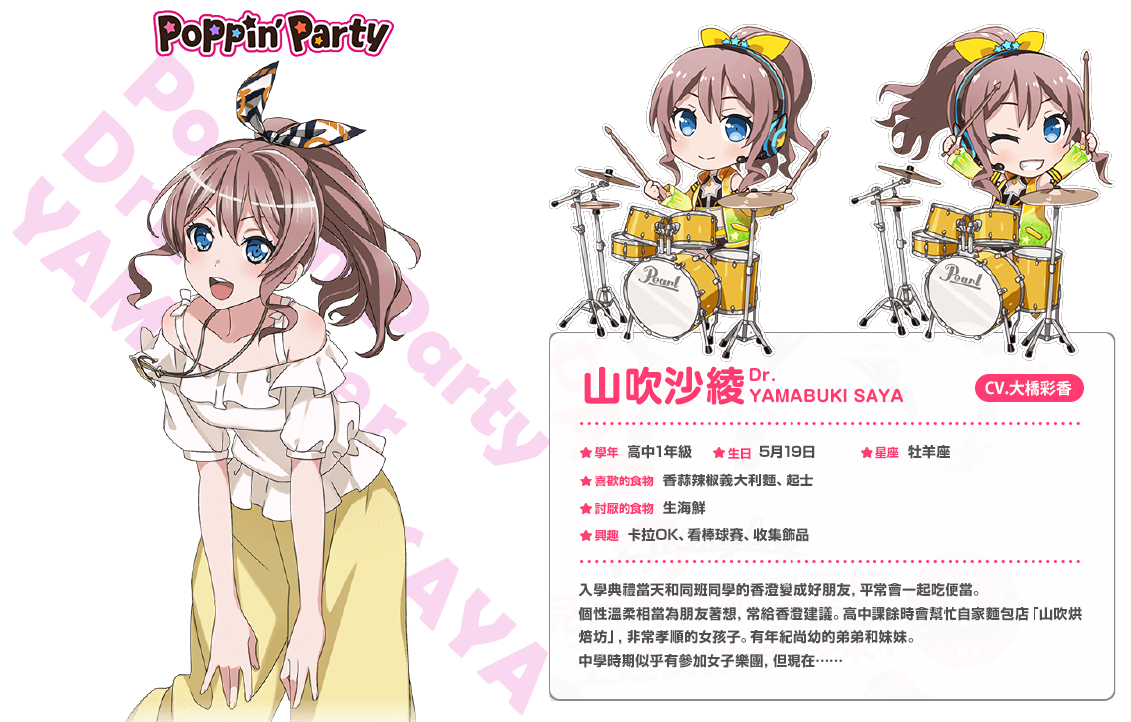 Poppin'Party
山吹沙綾
Dr.
YAMABUKI SAYA
CV.大橋彩香
學年 高中1年級 生日 5月19日 星座 牡羊座
喜歡的食物 香蒜辣椒義大利麵、起士
討厭的食物 生海鮮
興趣 卡拉OK、看棒球賽、收集飾品
入學典禮當天和同班同學的香澄變成好朋友，平常會一起吃便當。
個性溫柔相當為朋友著想，常給香澄建議。高中課餘時會幫忙自家麵包店「山吹烘
焙坊」，非常孝順的女孩子。有年紀尚幼的弟弟和妹妹。
中學時期似乎有參加女子樂團，但現在⋯⋯
Pearl
Pearl